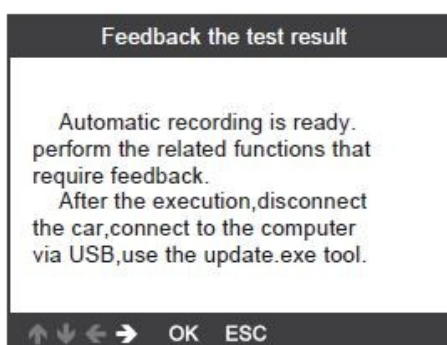 Feedback the test result
Automatic recording is ready.
perform the related functions that
require feedback.
After the execution,disconnect
the car,connect to the computer
via USB,use the update.exe tool.
OK ESC